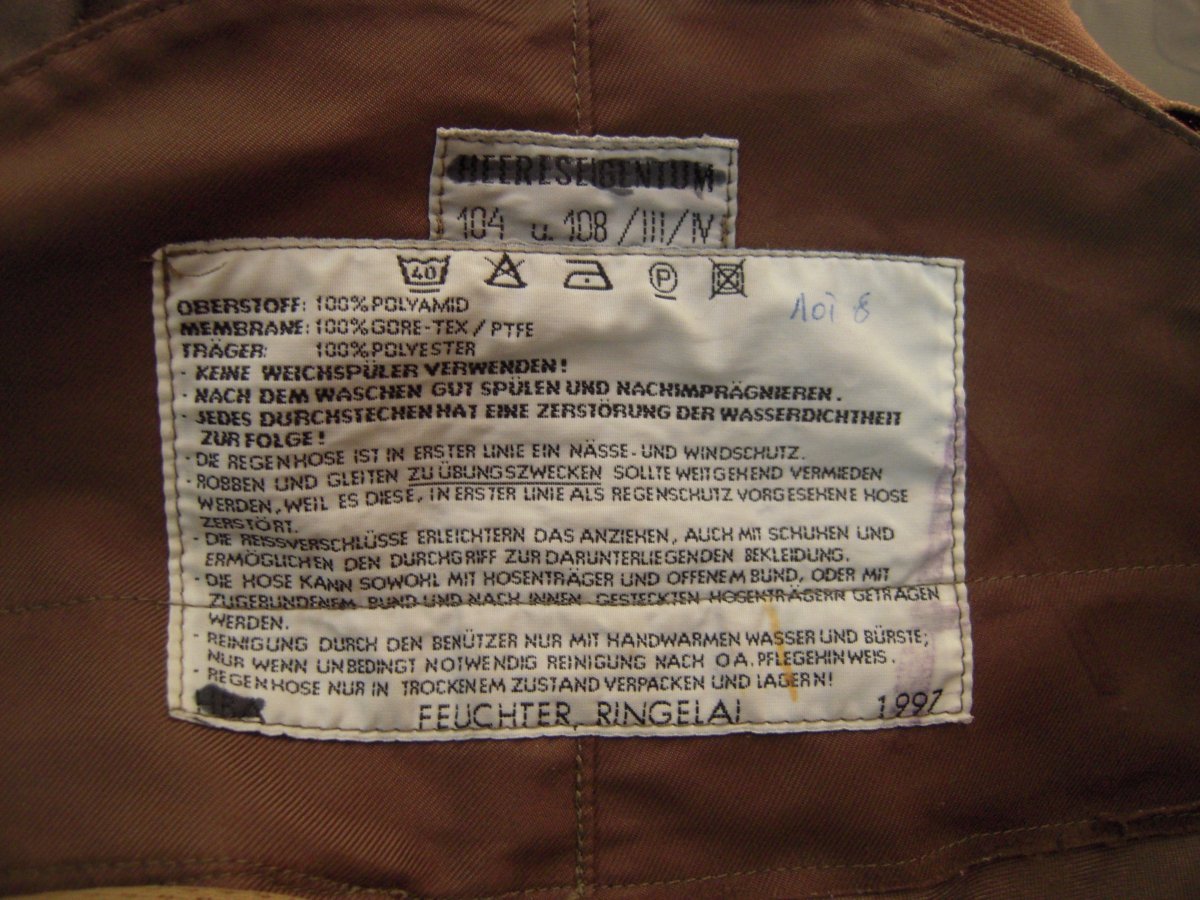 HEERESEIGENTUM
104 u. 108 /III/IV
40 P
OBERSTOFF: 100% POLYAMID
MEMBRANE: 100% GORE-TEX / PTFE
TRÄGER: 100% POLYESTER
- KEINE WEICHSPÜLER VERWENDEN!
- NACH DEM WASCHEN GUT SPÜLEN UND NACHIMPRÄGNIEREN.
- JEDES DURCHSTECHEN HAT EINE ZERSTÖRUNG DER WASSERDICHTHEIT
ZUR FOLGE!
- DIE REGENHOSE IST IN ERSTER LINIE EIN NÄSSE- UND WINDSCHUTZ.
- ROBBEN UND GLEITEN ZU ÜBUNGSZWECKEN SOLLTE WEITGEHEND VERMIEDEN
WERDEN, WEIL ES DIESE, IN ERSTER LINIE ALS REGENSCHUTZ VORGESEHENE HOSE
ZERSTÖRT.
- DIE REISSVERSCHLÜSSE ERLEICHTERN DAS ANZIEHEN, AUCH MIT SCHUHEN UND
ERMÖGLICHEN DEN DURCHGRIFF ZUR DARUNTERLIEGENDEN BEKLEIDUNG.
- DIE HOSE KANN SOWOHL MIT HOSENTRÄGER UND OFFENEM BUND, ODER MIT
ZUGEBUNDENEM BUND UND NACH INNEN GESTECKTEN HOSENTRÄGERN GETRAGEN
WERDEN.
- REINIGUNG DURCH DEN BENÜTZER NUR MIT HANDWARMEN WASSER UND BÜRSTE;
NUR WENN UNBEDINGT NOTWENDIG REINIGUNG NACH O.A. PFLEGEHINWEIS.
- REGENHOSE NUR IN TROCKENEM ZUSTAND VERPACKEN UND LAGERN!
FEUCHTER, RINGELAI 1997